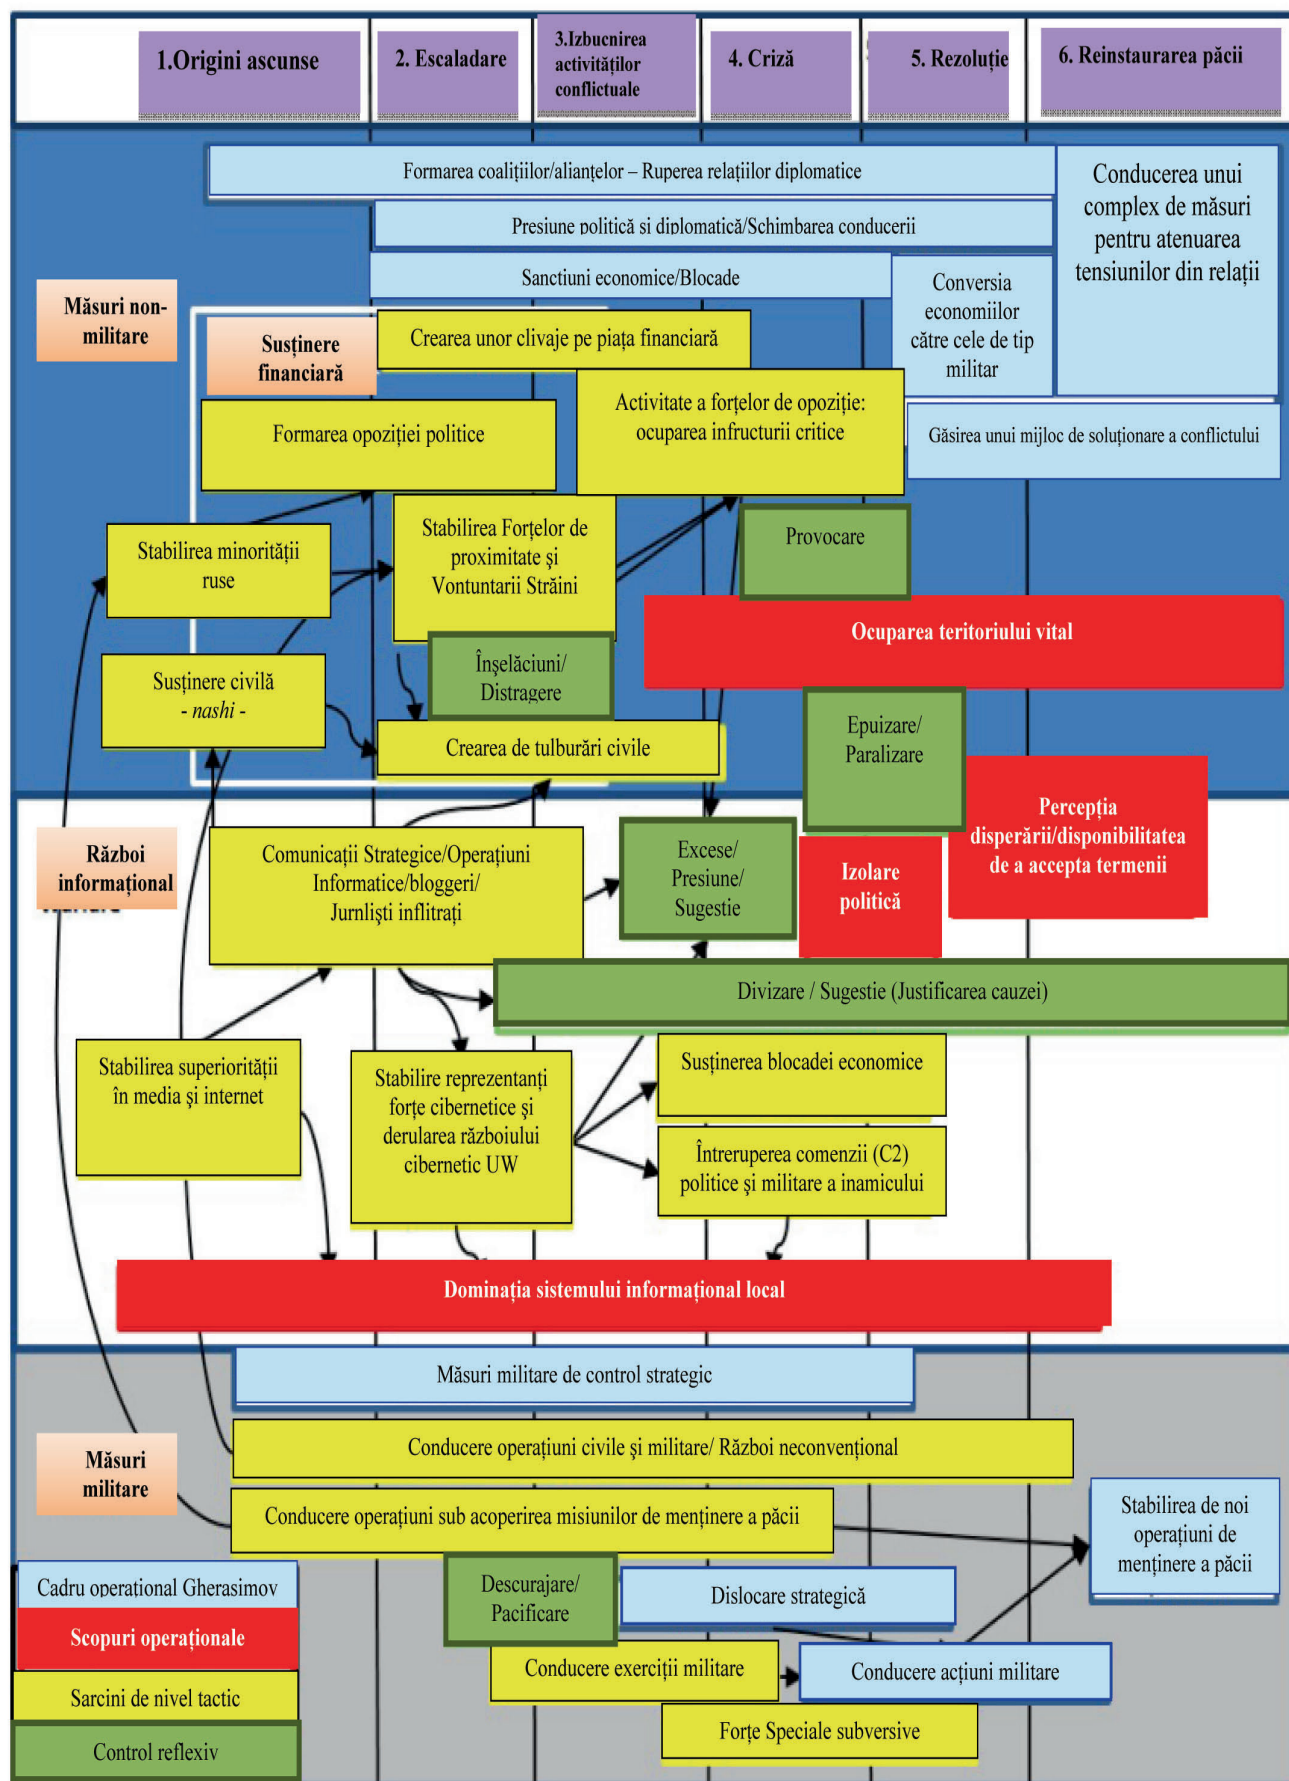 1.Origini ascunse
2. Escaladare
3.Izbucnirea
activităților
conflictuale
4. Criză
5. Rezoluție
6. Reinstaurarea păcii
Formarea coalițiilor/alianțelor – Ruperea relațiilor diplomatice
Conducerea unui
complex de măsuri
pentru atenuarea
tensiunilor din relații
Presiune politică si diplomatică/Schimbarea conducerii
Sanctiuni economice/Blocade
Conversia
economiilor
către cele de tip
militar
Măsuri non-
militare
Susținere
financiară
Crearea unor clivaje pe piața financiară
Activitate a forțelor de opoziție:
ocuparea infructurii critice
Formarea opoziției politice
Găsirea unui mijloc de soluționare a conflictului
Stabilirea Forțelor de
proximitate şi
Vontuntarii Străini
Provocare
Stabilirea minorității
ruse
Ocuparea teritoriului vital
Înşelăciuni/
Distragere
Susținere civilă
- nashi -
Epuizare/
Paralizare
Crearea de tulburări civile
Percepția
disperării/disponibilitatea
de a accepta termenii
Război
informațional
Comunicații Strategice/Operațiuni
Informatice/bloggeri/
Jurnlişti inflitrați
Excese/
Presiune/
Sugestie
Izolare
politică
Divizare / Sugestie (Justificarea cauzei)
Stabilirea superiorității
în media şi internet
Stabilire reprezentanți
forțe cibernetice şi
derularea războiului
cibernetic UW
Susținerea blocadei economice
Întreruperea comenzii (C2)
politice şi militare a inamicului
Dominația sistemului informațional local
Măsuri militare de control strategic
Măsuri
militare
Conducere operațiuni civile şi militare/ Război neconvențional
Conducere operațiuni sub acoperirea misiunilor de menținere a păcii
Stabilirea de noi
operațiuni de
menținere a păcii
Cadru operațional Gherasimov
Descurajare/
Pacificare
Dislocare strategică
Scopuri operaționale
Conducere exerciții militare
Conducere acțiuni militare
Sarcini de nivel tactic
Forțe Speciale subversive
Control reflexiv